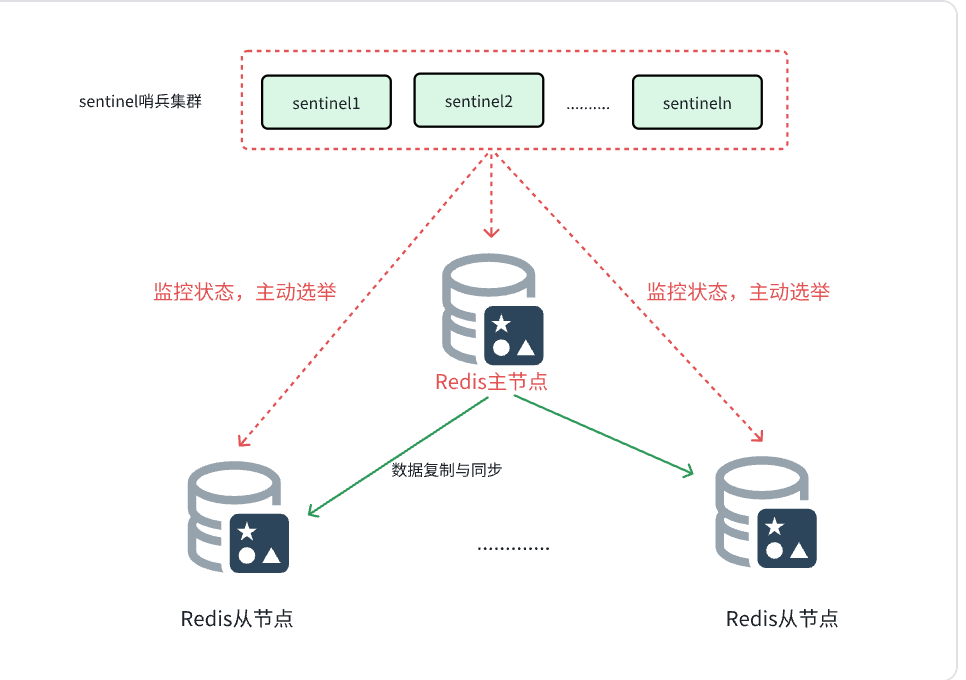 sentinel哨兵集群
sentinel1
sentinel2
..........
sentineln
监控状态，主动选举
监控状态，主动选举
Redis主节点
数据复制与同步
.............
Redis从节点
Redis从节点